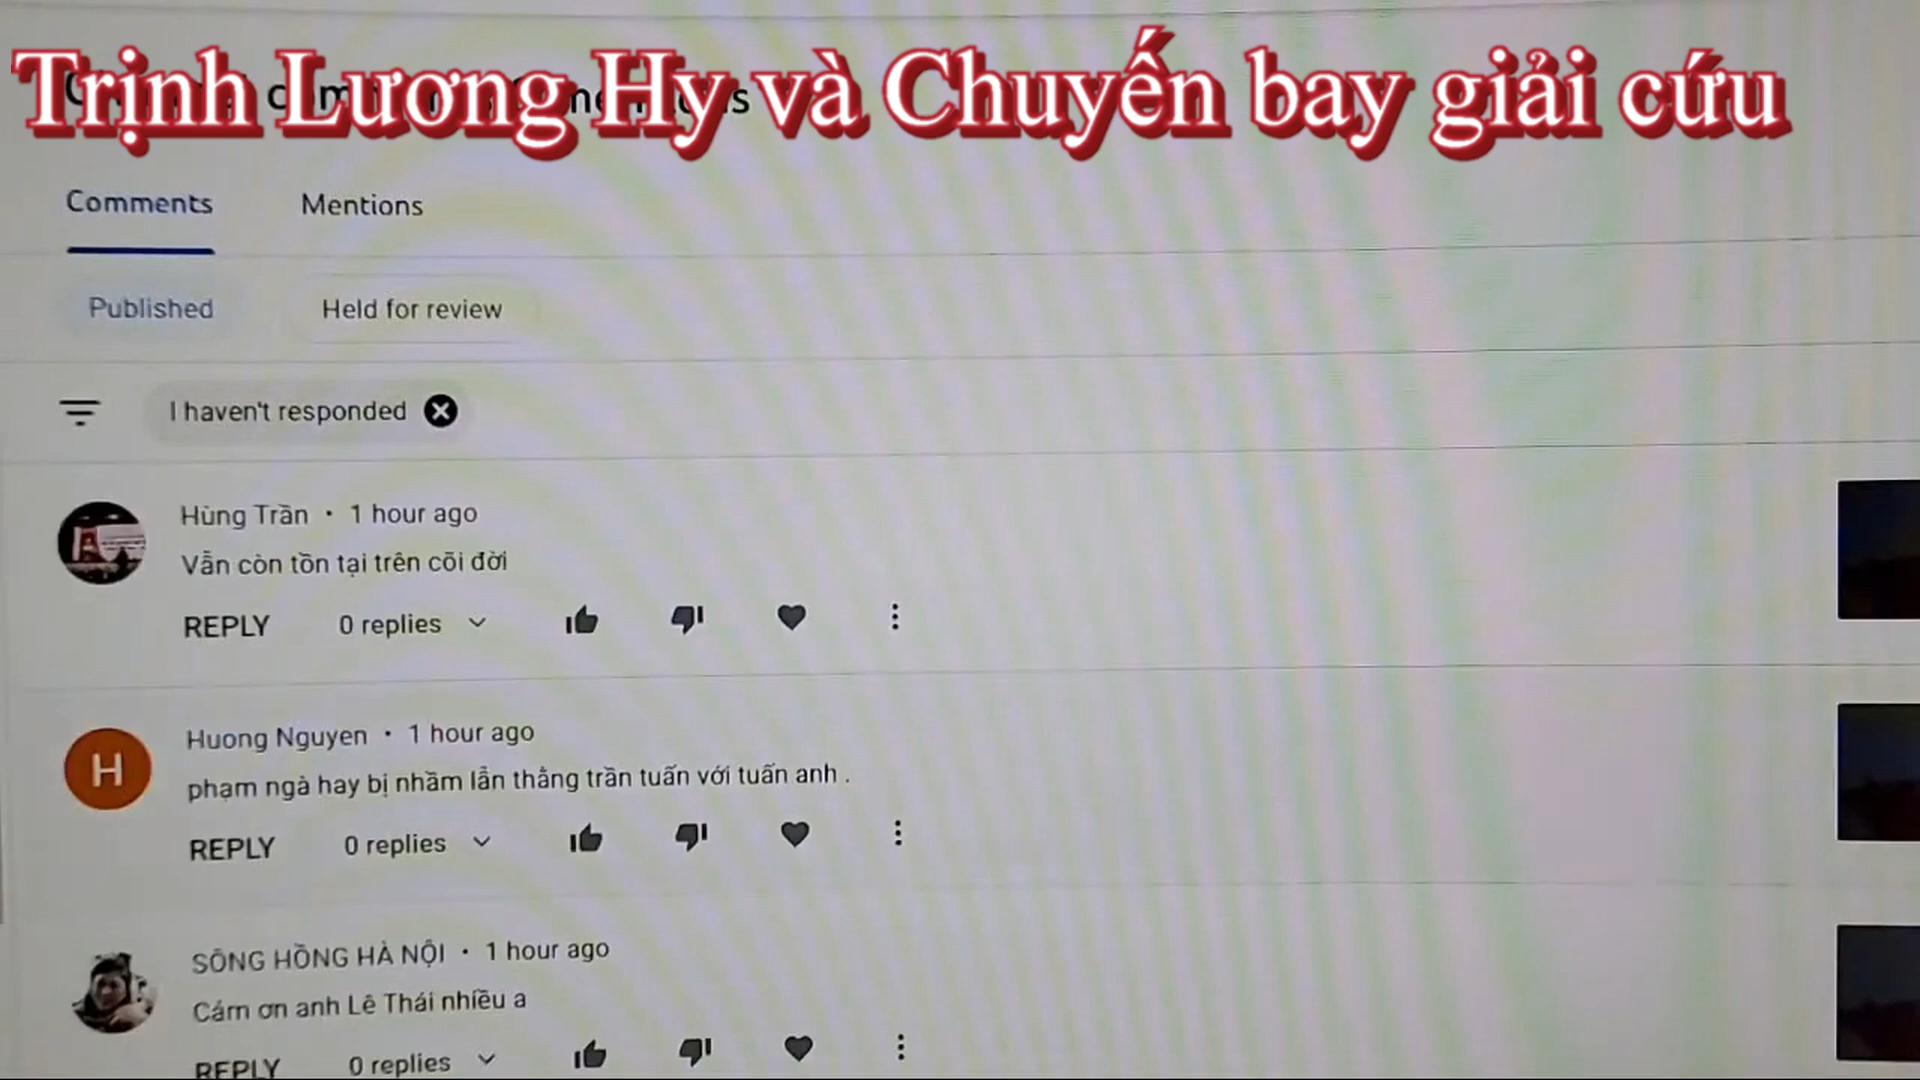 Trịnh Lương Hy và Chuyến bay giải cứu
Comments Mentions
Published Held for review
I haven't responded
Hùng Trần • 1 hour ago
Vẫn còn tồn tại trên cõi đời
REPLY 0 replies
H
Huong Nguyen • 1 hour ago
phạm ngà hay bị nhầm lẫn thằng trần tuấn với tuấn anh .
REPLY 0 replies
SÔNG HỒNG HÀ NỘI • 1 hour ago
Cám ơn anh Lê Thái nhiều a
REPLY 0 replies